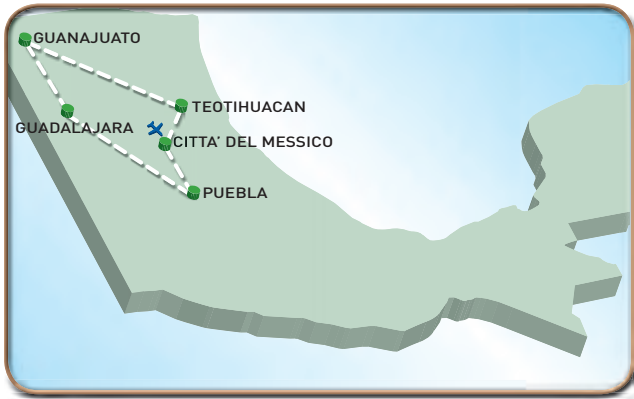 GUANAJUATO
TEOTIHUACAN
GUADALAJARA
CITTA' DEL MESSICO
PUEBLA